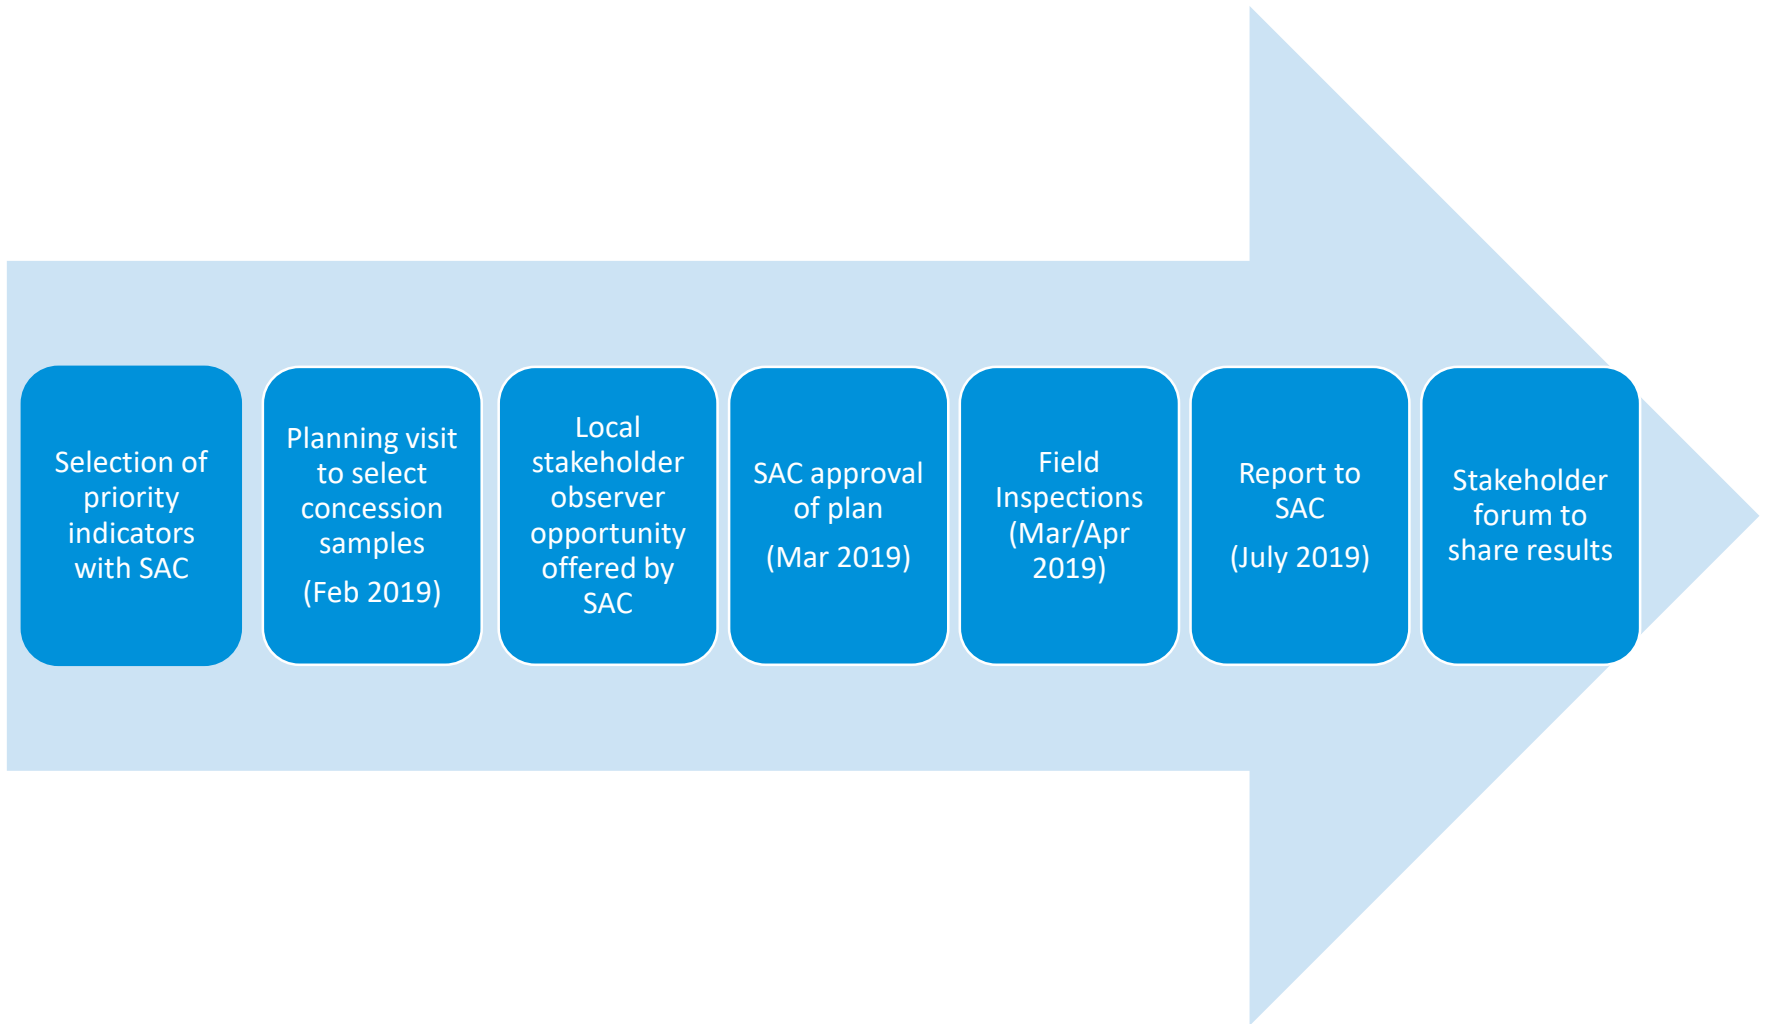 Selection of
priority
indicators
with SAC
Planning visit
to select
concession
samples
(Feb 2019)
Local
stakeholder
observer
opportunity
offered by
SAC
SAC approval
of plan
(Mar 2019)
Field
Inspections
(Mar/Apr
2019)
Report to
SAC
(July 2019)
Stakeholder
forum to
share results